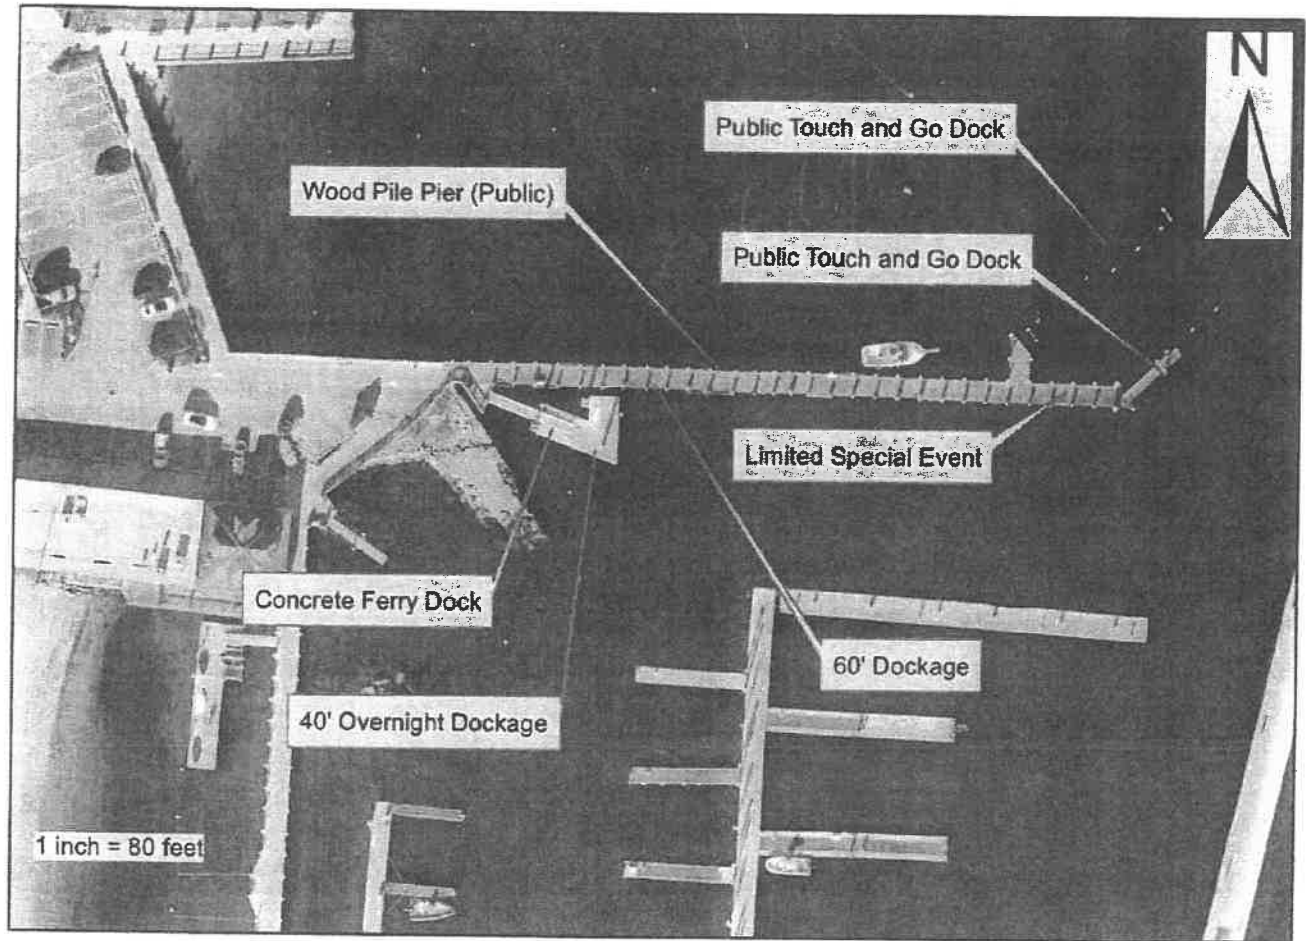 N
Public Touch and Go Dock
Wood Pile Pier (Public)
Public Touch and Go Dock
Limited Special Event
Concrete Ferry Dock
60' Dockage
40' Overnight Dockage
1 inch = 80 feet